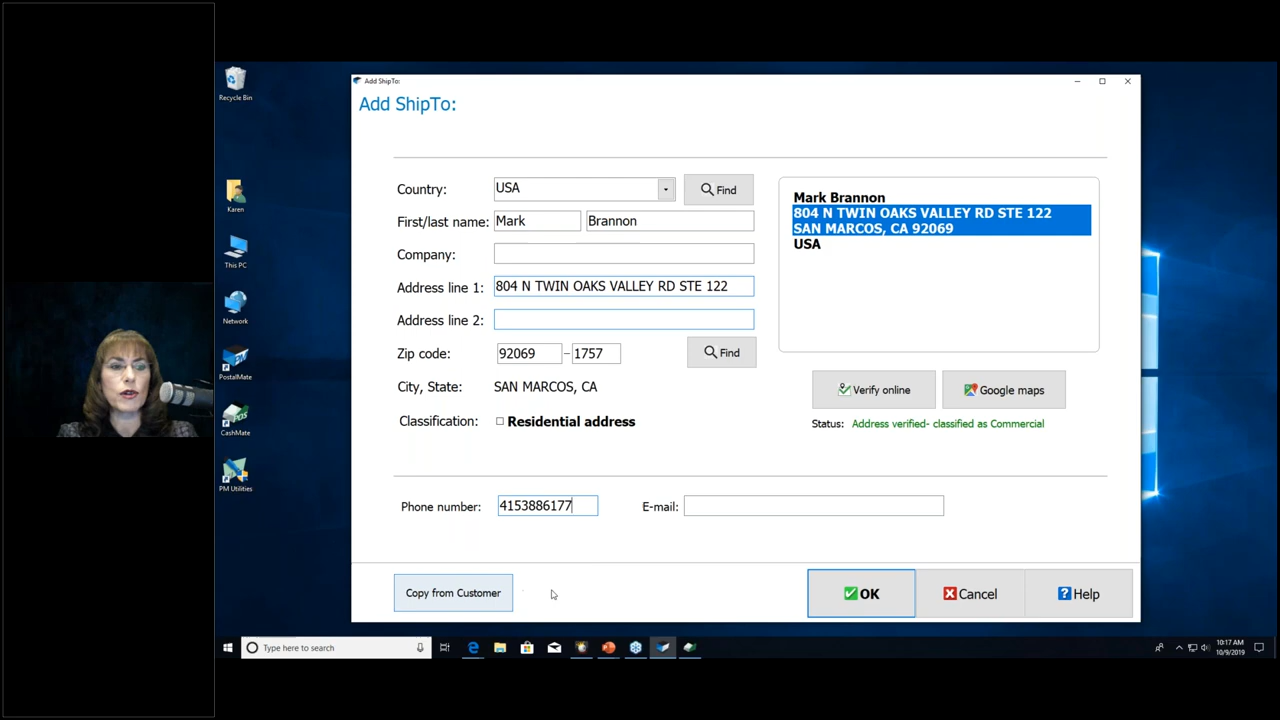 Recycle Bin
Karen
This PC
Network
PostalMate
CashMate
PM Utilities
Add ShipTo:
Add ShipTo:
Country: USA Find
First/last name: Mark Brannon
Company:
Address line 1: 804 N TWIN OAKS VALLEY RD STE 122
Address line 2:
Zip code: 92069 – 1757 Find
City, State: SAN MARCOS, CA
Classification: Residential address
Mark Brannon
804 N TWIN OAKS VALLEY RD STE 122
SAN MARCOS, CA 92069
USA
Verify online Google maps
Status: Address verified- classified as Commercial
Phone number: 4153886177 E-mail:
Copy from Customer OK Cancel ? Help
Type here to search
10:17 AM
10/9/2019